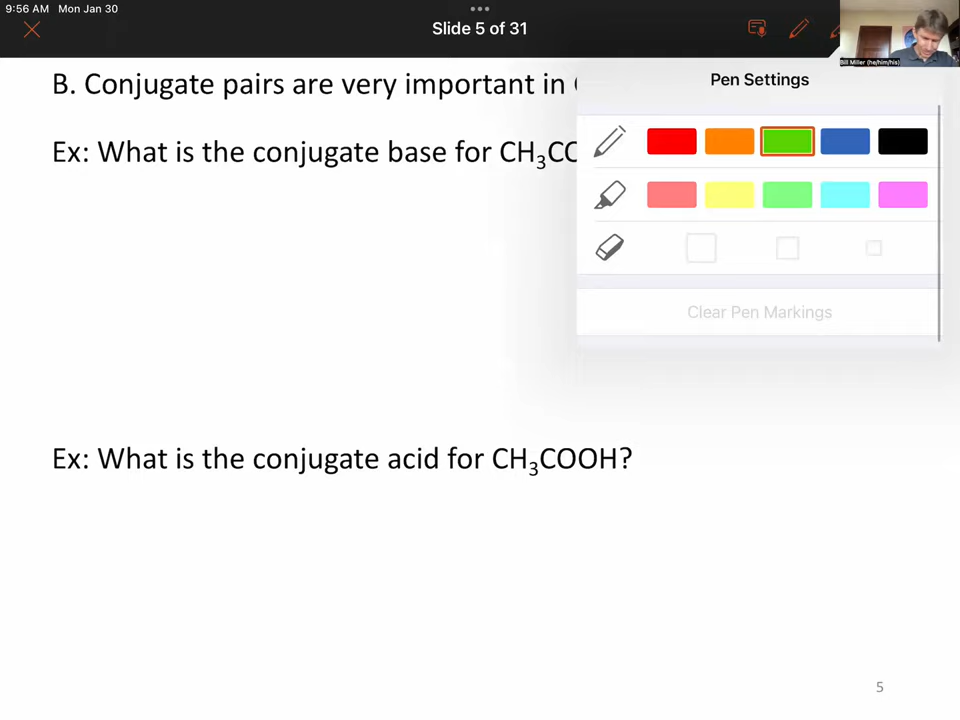 9:56 AM Mon Jan 30
Slide 5 of 31
Bill Miller (he/him/his)
B. Conjugate pairs are very important in
Pen Settings
Ex: What is the conjugate base for CH₃CO
Clear Pen Markings
Ex: What is the conjugate acid for CH₃COOH?
5